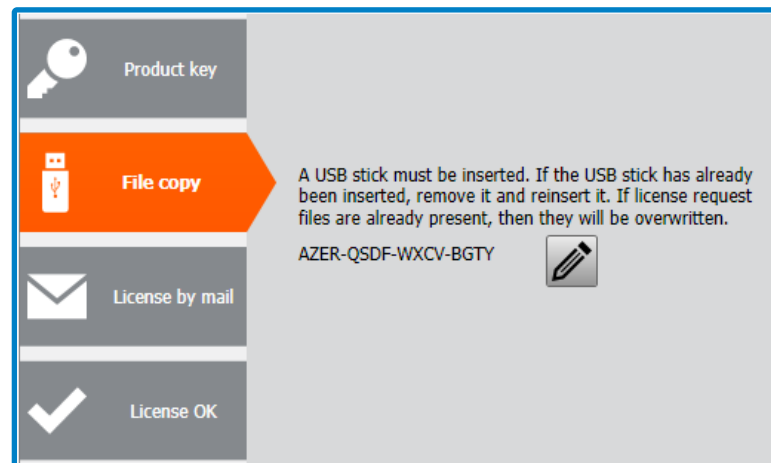 Product key
File copy
A USB stick must be inserted. If the USB stick has already
been inserted, remove it and reinsert it. If license request
files are already present, then they will be overwritten.
AZER-QSDF-WXCV-BGTY
License by mail
License OK